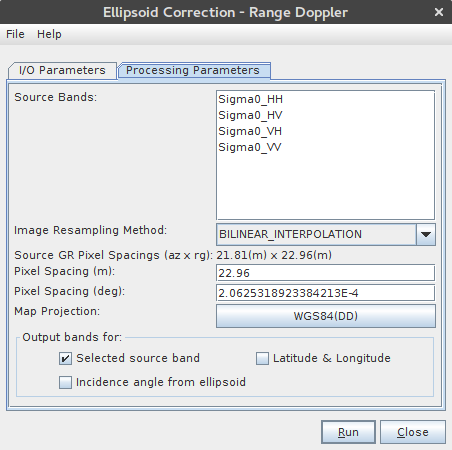 Ellipsoid Correction - Range Doppler
File Help
I/O Parameters Processing Parameters
Source Bands:
Sigma0_HH
Sigma0_HV
Sigma0_VH
Sigma0_VV
Image Resampling Method: BILINEAR_INTERPOLATION
Source GR Pixel Spacings (az x rg): 21.81(m) x 22.96(m)
Pixel Spacing (m): 22.96
Pixel Spacing (deg): 2.0625318923384213E-4
Map Projection: WGS84(DD)
Output bands for:
Selected source band Latitude & Longitude
Incidence angle from ellipsoid
Run Close